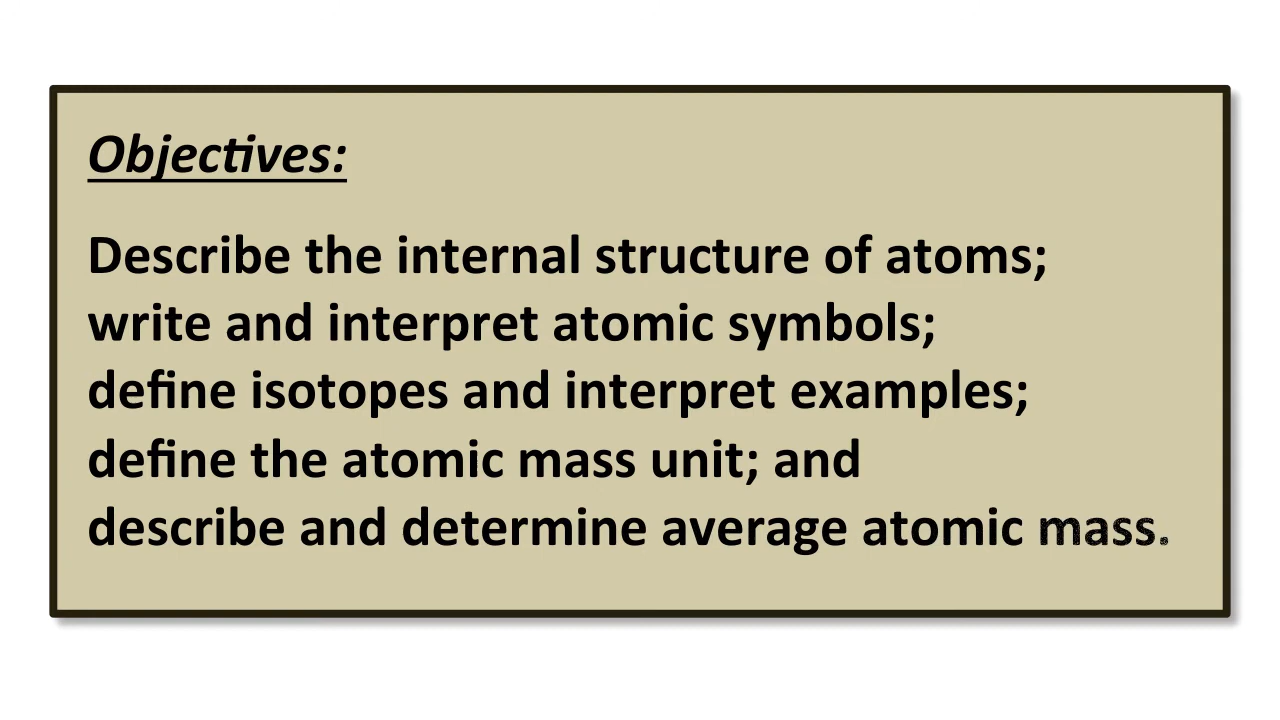 Objectives:
Describe the internal structure of atoms;
write and interpret atomic symbols;
define isotopes and interpret examples;
define the atomic mass unit; and
describe and determine average atomic mass.